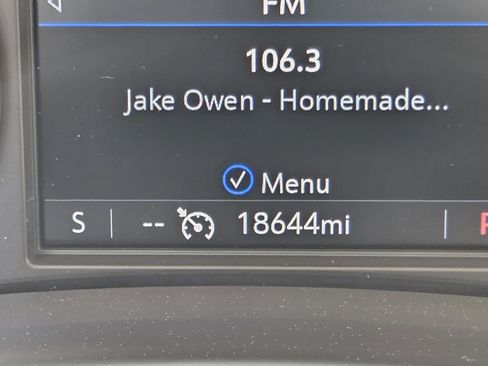 FM
106.3
Jake Owen - Homemade...
Menu
S -- 18644mi P